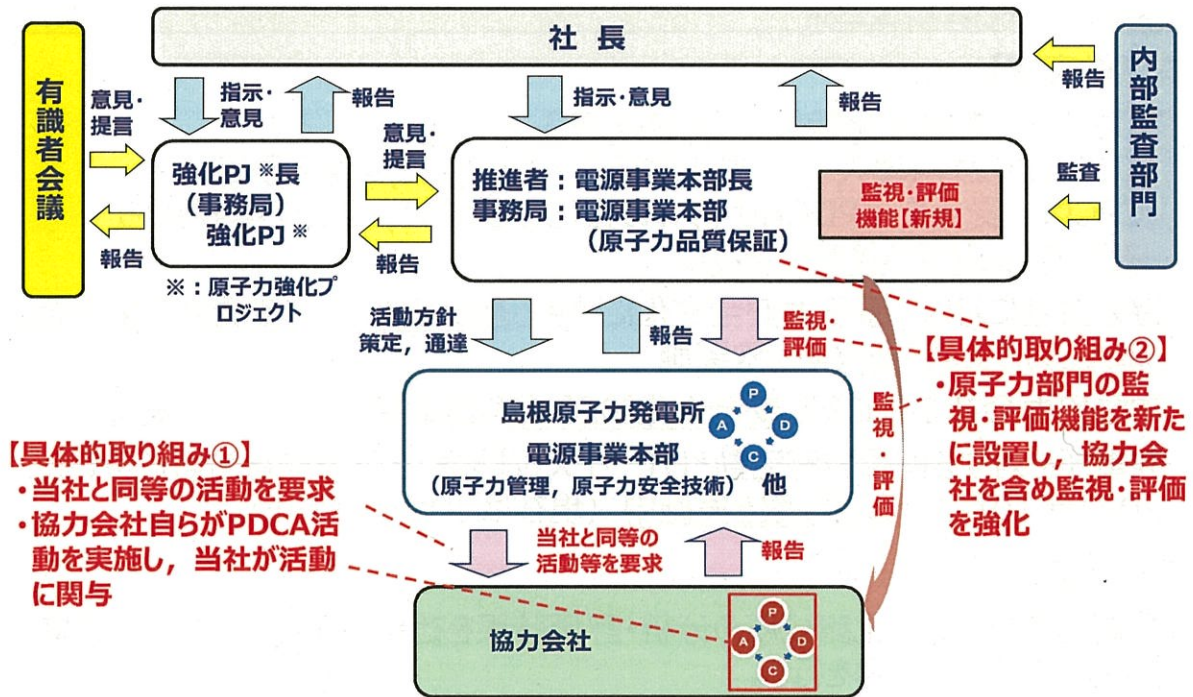 社 長
有識者会議
内部監査部門
意見・
提言
報告
指示・
意見
報告
指示・意見
報告
報告
監査
強化PJ ※長
(事務局)
強化PJ ※
※：原子力強化プ
ロジェクト
意見・
提言
報告
推進者：電源事業本部長
事務局：電源事業本部
(原子力品質保証)
監視・評価
機能【新規】
活動方針
策定，通達
報告
監視・
評価
監視・評価
【具体的取り組み②】
・原子力部門の監
視・評価機能を新た
に設置し，協力会
社を含め監視・評価
を強化
島根原子力発電所
電源事業本部
(原子力管理，原子力安全技術) 他
P
A
D
C
【具体的取り組み①】
・当社と同等の活動を要求
・協力会社自らがPDCA活
動を実施し，当社が活動
に関与
当社と同等の
活動等を要求
報告
協力会社
P
A
D
C